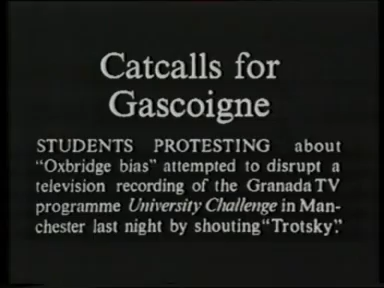 Catcalls for
Gascoigne
STUDENTS PROTESTING about
“Oxbridge bias” attempted to disrupt a
television recording of the Granada TV
programme University Challenge in Man-
chester last night by shouting “Trotsky”.